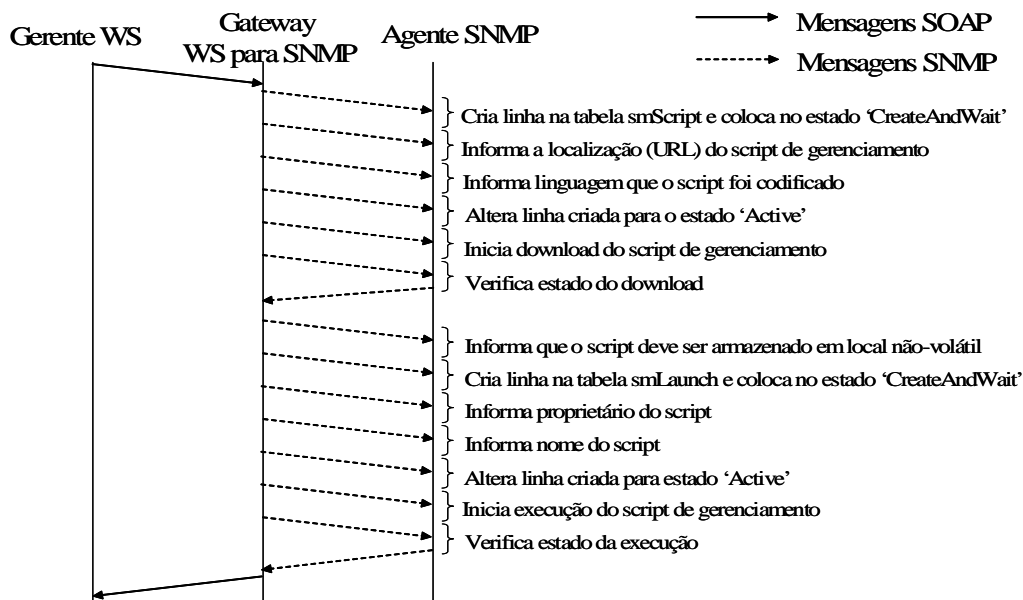 Gerente WS
Gateway
WS para SNMP
Agente SNMP
Mensagens SOAP
Mensagens SNMP
Cria linha na tabela smScript e coloca no estado ‘CreateAndWait’
Informa a localização (URL) do script de gerenciamento
Informa linguagem que o script foi codificado
Altera linha criada para o estado ‘Active’
Inicia download do script de gerenciamento
Verifica estado do download
Informa que o script deve ser armazenado em local não-volátil
Cria linha na tabela smLaunch e coloca no estado ‘CreateAndWait’
Informa proprietário do script
Informa nome do script
Altera linha criada para estado ‘Active’
Inicia execução do script de gerenciamento
Verifica estado da execução